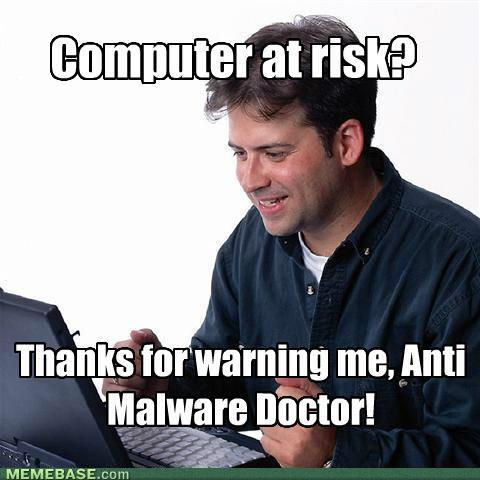 Computer at risk?
Thanks for warning me, Anti
Malware Doctor!
MEMEBASE.com